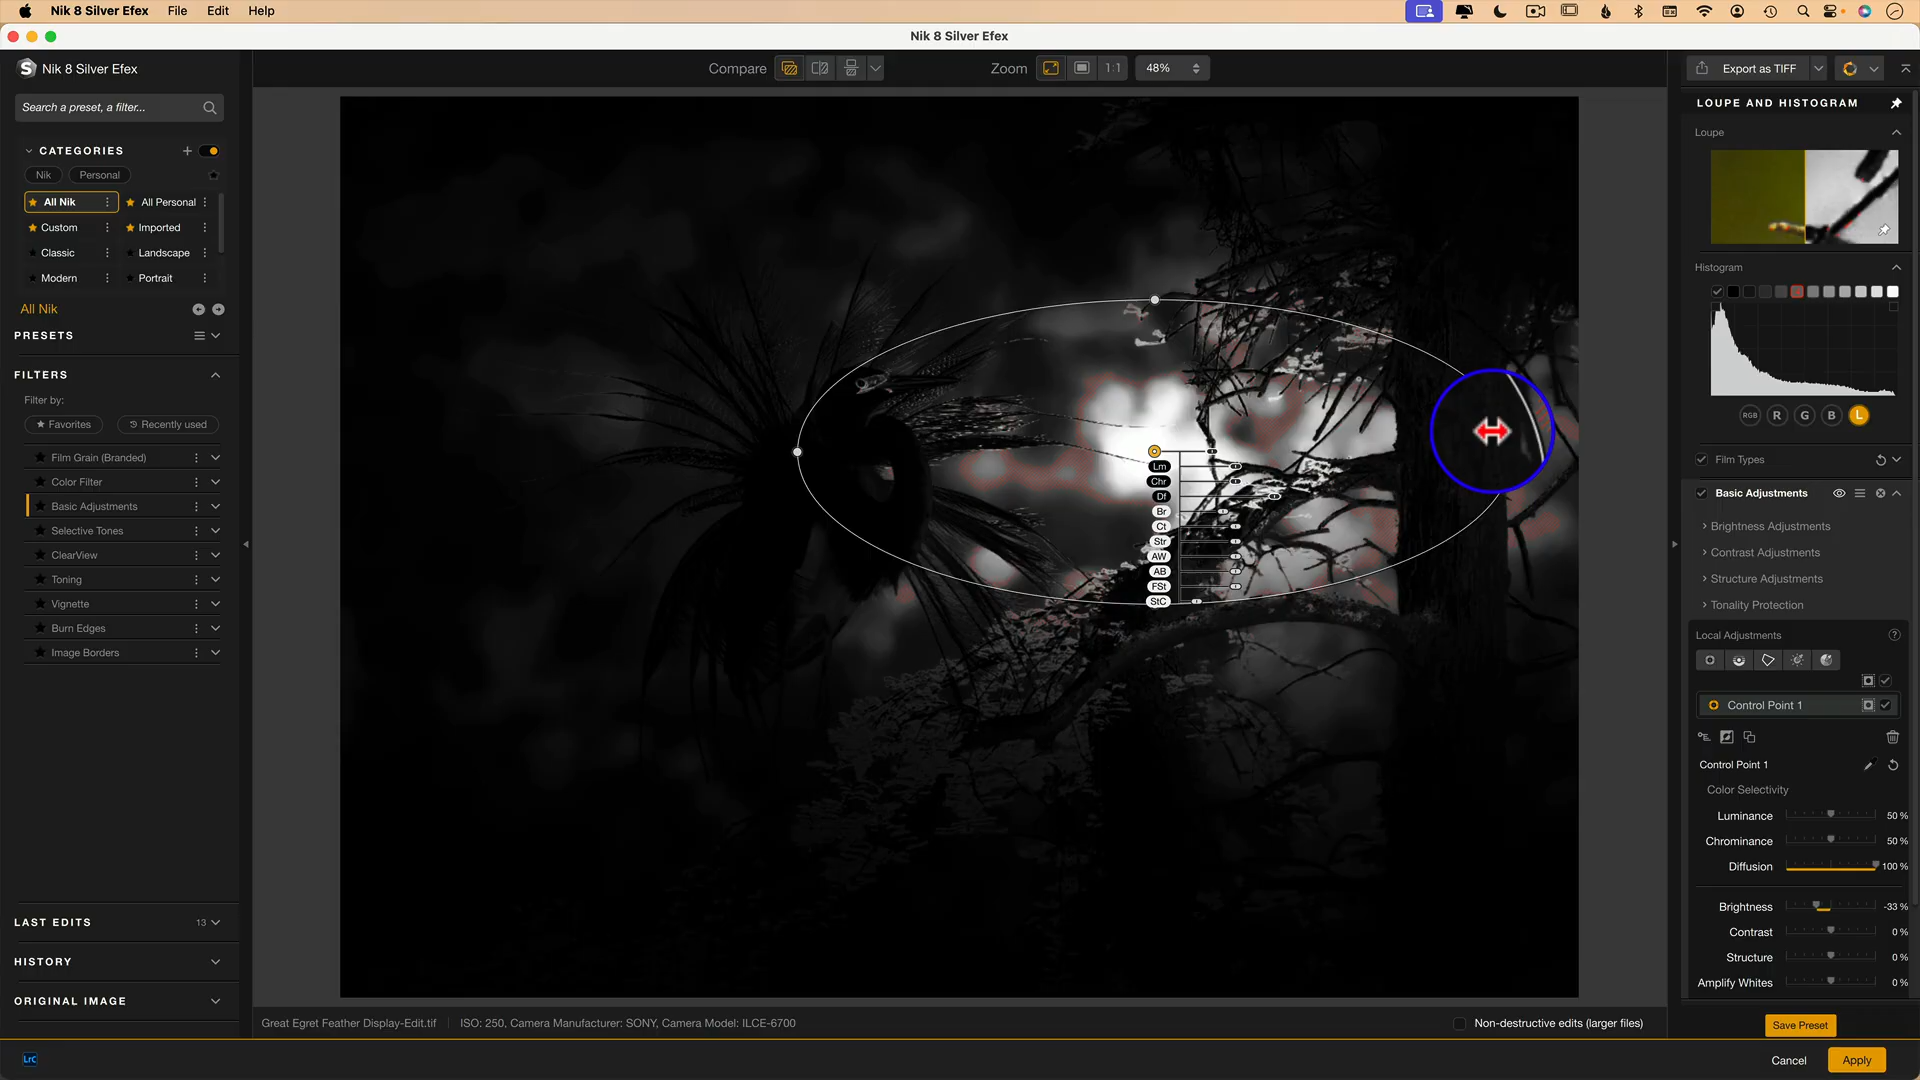 Nik 8 Silver Efex File Edit Help
Nik 8 Silver Efex
Nik 8 Silver Efex
Compare
Zoom
1:1
48%
Export as TIFF
Search a preset, a filter...
CATEGORIES
Nik
Personal
All Nik
All Personal
Custom
Imported
Classic
Landscape
Modern
Portrait
All Nik
PRESETS
FILTERS
Filter by:
Favorites
Recently used
Film Grain (Branded)
Color Filter
Basic Adjustments
Selective Tones
ClearView
Toning
Vignette
Burn Edges
Image Borders
LAST EDITS 13
HISTORY
ORIGINAL IMAGE
Lm
Chr
Df
Br
Ct
Str
AW
AB
FSt
StC
LOUPE AND HISTOGRAM
Loupe
Histogram
RGB R G B L
Film Types
Basic Adjustments
Brightness Adjustments
Contrast Adjustments
Structure Adjustments
Tonality Protection
Local Adjustments
?
Control Point 1
Control Point 1
Color Selectivity
Luminance 50 %
Chrominance 50 %
Diffusion 100 %
Brightness -33 %
Contrast 0 %
Structure 0 %
Amplify Whites 0 %
Great Egret Feather Display-Edit.tif
ISO: 250, Camera Manufacturer: SONY, Camera Model: ILCE-6700
Non-destructive edits (larger files)
Save Preset
LrC
Cancel
Apply